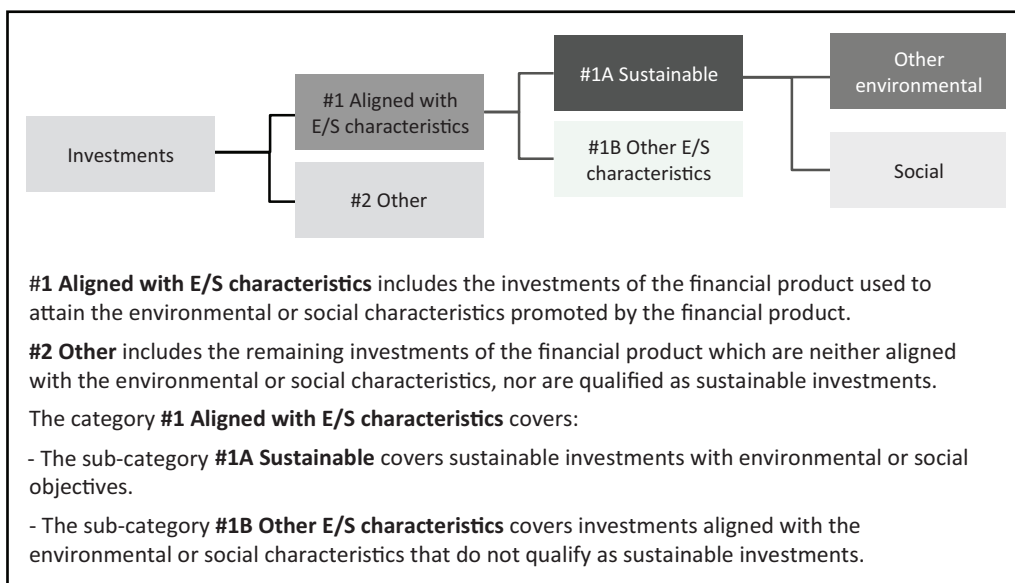 Investments
#1 Aligned with
E/S characteristics
#2 Other
#1A Sustainable
#1B Other E/S
characteristics
Other
environmental
Social
#1 Aligned with E/S characteristics includes the investments of the financial product used to
attain the environmental or social characteristics promoted by the financial product.
#2 Other includes the remaining investments of the financial product which are neither aligned
with the environmental or social characteristics, nor are qualified as sustainable investments.
The category #1 Aligned with E/S characteristics covers:
- The sub-category #1A Sustainable covers sustainable investments with environmental or social
objectives.
- The sub-category #1B Other E/S characteristics covers investments aligned with the
environmental or social characteristics that do not qualify as sustainable investments.